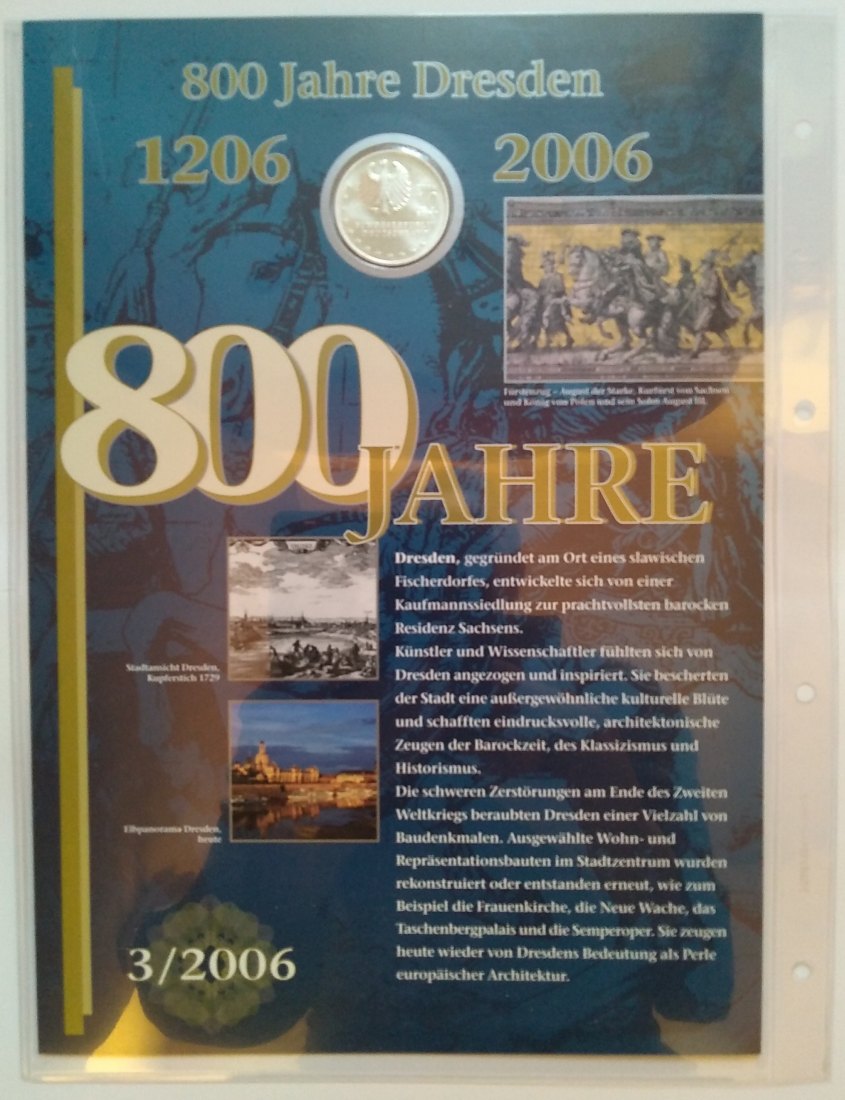 800 Jahre Dresden
1206
2006
Fürstenzug – August der Starke, Kurfürst von Sachsen
und König von Polen und sein Sohn August III.
800
JAHRE
Dresden, gegründet am Ort eines slawischen
Fischerdorfes, entwickelte sich von einer
Kaufmannssiedlung zur prachtvollsten barocken
Residenz Sachsens.
Künstler und Wissenschaftler fühlten sich von
Dresden angezogen und inspiriert. Sie bescherten
der Stadt eine außergewöhnliche kulturelle Blüte
und schafften eindrucksvolle, architektonische
Zeugen der Barockzeit, des Klassizismus und
Historismus.
Die schweren Zerstörungen am Ende des Zweiten
Weltkriegs beraubten Dresden einer Vielzahl von
Baudenkmalen. Ausgewählte Wohn- und
Repräsentationsbauten im Stadtzentrum wurden
rekonstruiert oder entstanden erneut, wie zum
Beispiel die Frauenkirche, die Neue Wache, das
Taschenbergpalais und die Semperoper. Sie zeugen
heute wieder von Dresdens Bedeutung als Perle
europäischer Architektur.
Stadtansicht Dresden,
Kupferstich 1729
Elbpanorama Dresden,
heute
3/2006